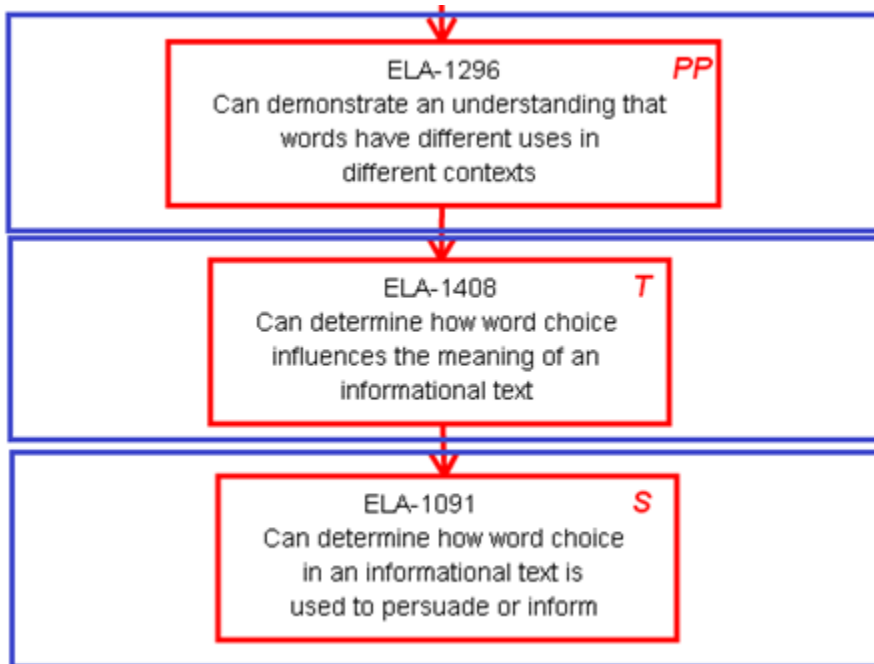 ELA-1296 PP
Can demonstrate an understanding that
words have different uses in
different contexts
ELA-1408 T
Can determine how word choice
influences the meaning of an
informational text
ELA-1091 S
Can determine how word choice
in an informational text is
used to persuade or inform